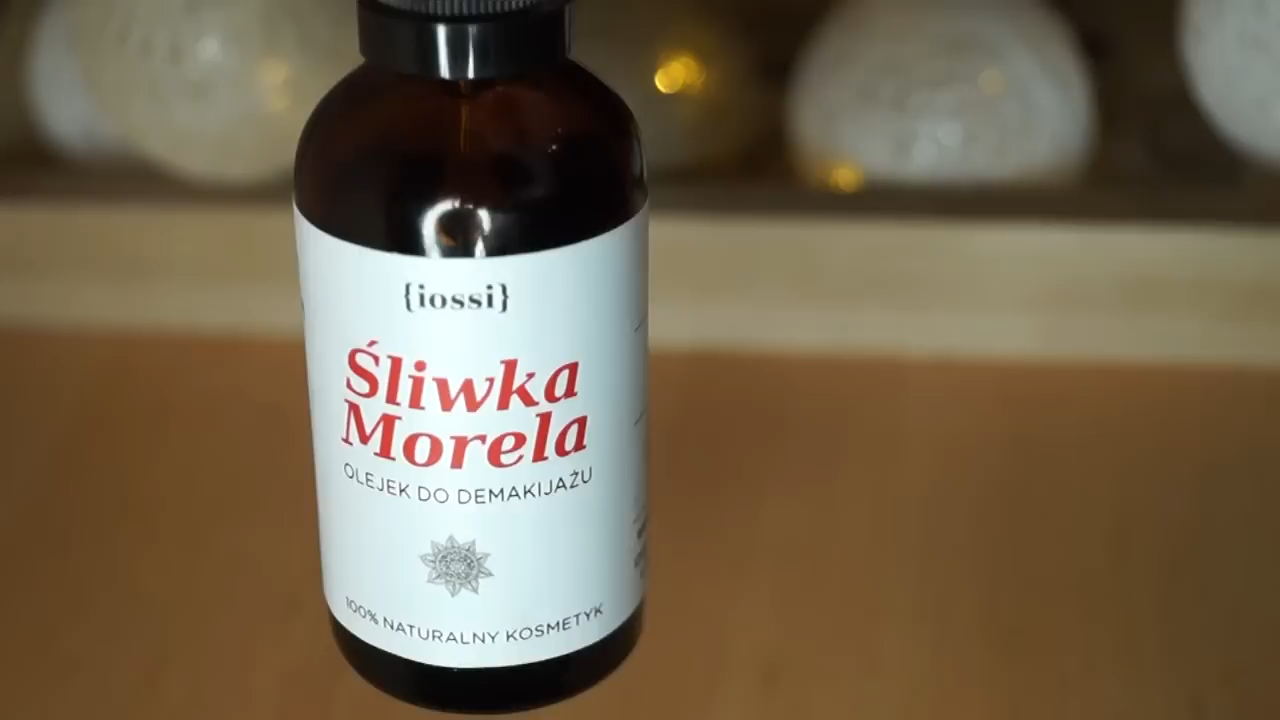 {iossi}
Śliwka
Morela
OLEJEK DO DEMAKIJAŻU
100% NATURALNY KOSMETYK